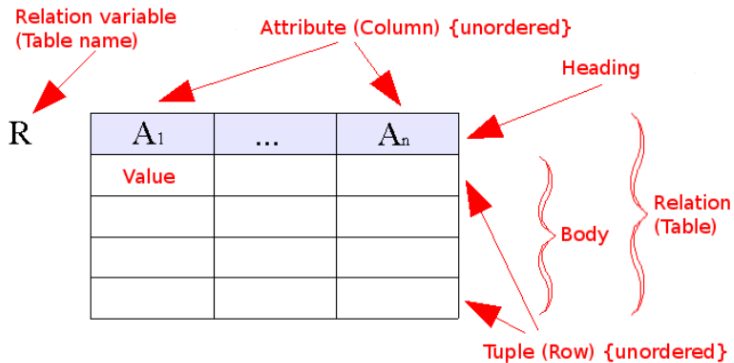 Relation variable
(Table name)
Attribute (Column) {unordered}
Heading
R
A1
...
An
Value
Body
Relation
(Table)
Tuple (Row) {unordered}